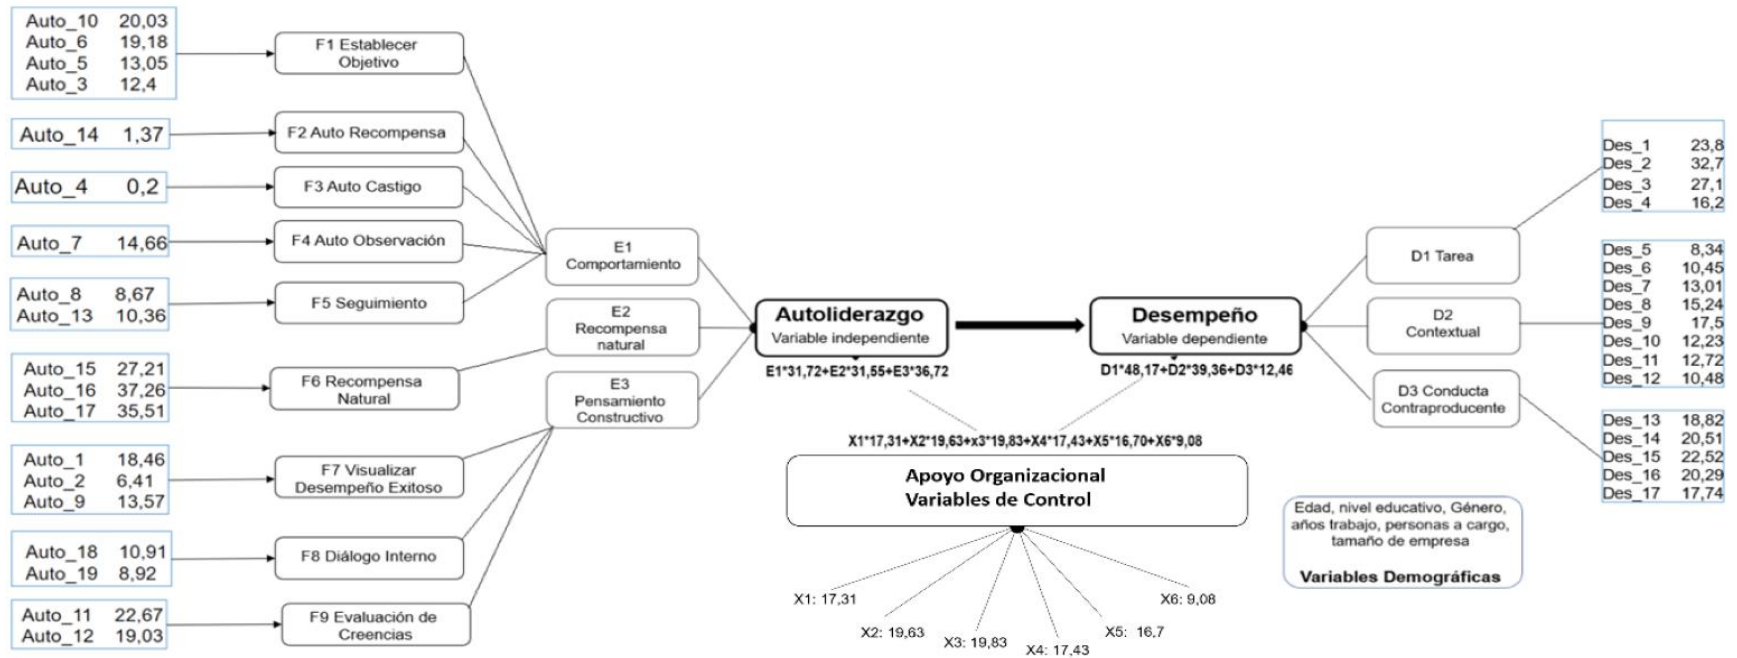 Auto_10 20,03
Auto_6 19,18
Auto_5 13,05
Auto_3 12,4
F1 Establecer
Objetivo
Auto_14 1,37
F2 Auto Recompensa
Auto_4 0,2
F3 Auto Castigo
Auto_7 14,66
F4 Auto Observación
Auto_8 8,67
Auto_13 10,36
F5 Seguimiento
Auto_15 27,21
Auto_16 37,26
Auto_17 35,51
F6 Recompensa
Natural
Auto_1 18,46
Auto_2 6,41
Auto_9 13,57
F7 Visualizar
Desempeño Exitoso
Auto_18 10,91
Auto_19 8,92
F8 Diálogo Interno
Auto_11 22,67
Auto_12 19,03
F9 Evaluación de
Creencias
E1
Comportamiento
E2
Recompensa
natural
E3
Pensamiento
Constructivo
Autoliderazgo
Variable independiente
E1*31,72+E2*31,55+E3*36,72
Desempeño
Variable dependiente
D1*48,17+D2*39,36+D3*12,46
X1*17,31+X2*19,63+x3*19,83+X4*17,43+X5*16,70+X6*9,08
Apoyo Organizacional
Variables de Control
X1: 17,31
X2: 19,63
X3: 19,83
X4: 17,43
X5: 16,7
X6: 9,08
D1 Tarea
D2
Contextual
D3 Conducta
Contraproducente
Des_1 23,8
Des_2 32,7
Des_3 27,1
Des_4 16,2
Des_5 8,34
Des_6 10,45
Des_7 13,01
Des_8 15,24
Des_9 17,5
Des_10 12,23
Des_11 12,72
Des_12 10,48
Des_13 18,82
Des_14 20,51
Des_15 22,52
Des_16 20,29
Des_17 17,74
Edad, nivel educativo, Género,
años trabajo, personas a cargo,
tamaño de empresa
Variables Demográficas